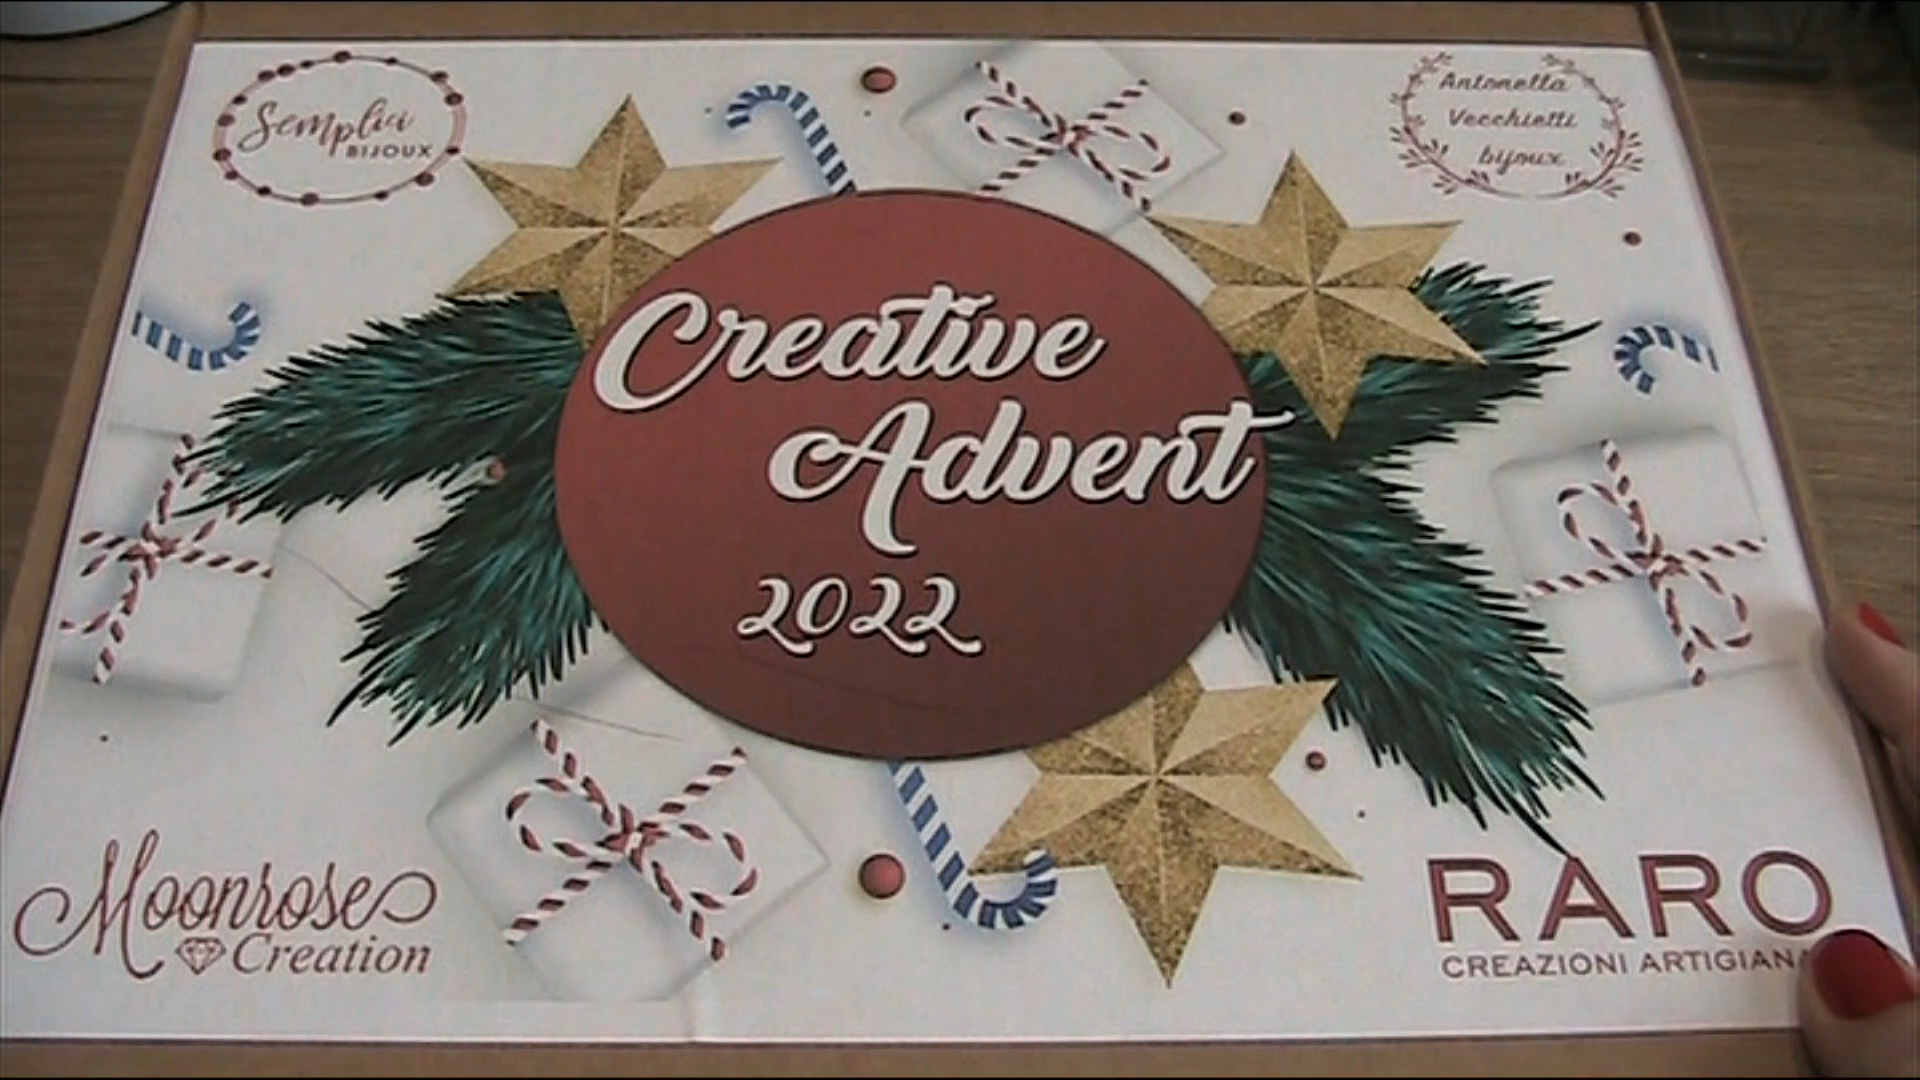 Semplici
BIJOUX
Antonella
Vecchietti
bijoux
Creative
Advent
2022
Moonrose
Creation
RARO
CREAZIONI ARTIGIANA